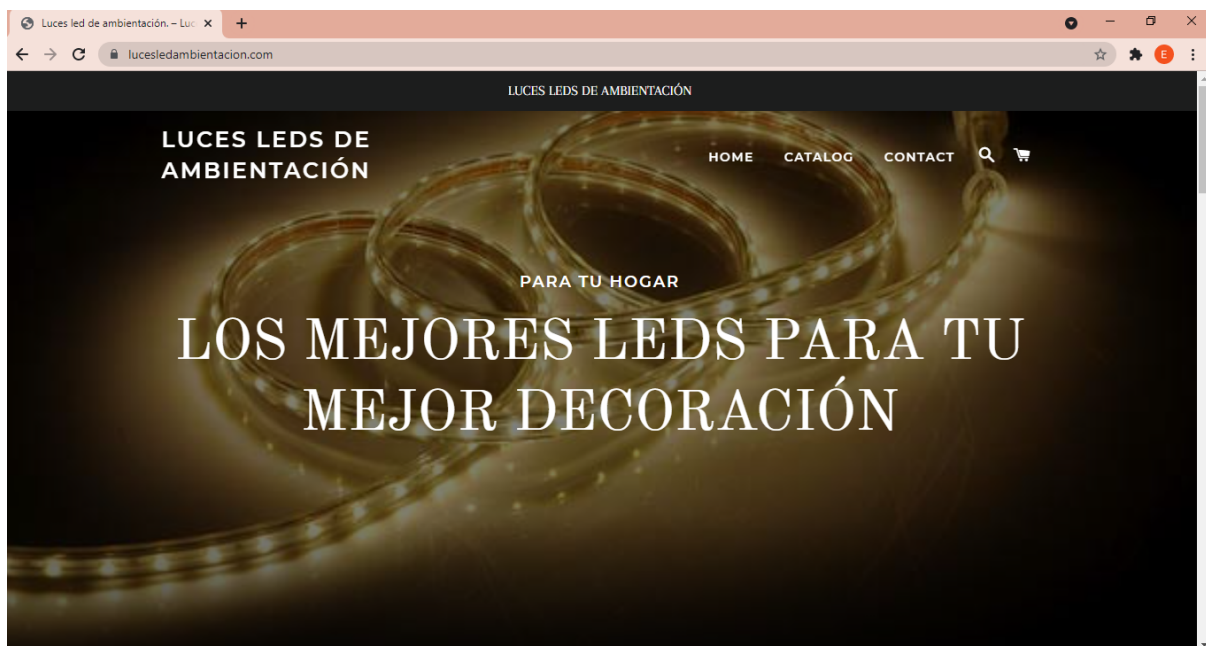 Luces led de ambientación. – Luc
lucesledambientacion.com
E
LUCES LEDS DE AMBIENTACIÓN
LUCES LEDS DE
AMBIENTACIÓN
HOME CATALOG CONTACT
PARA TU HOGAR
LOS MEJORES LEDS PARA TU
MEJOR DECORACIÓN